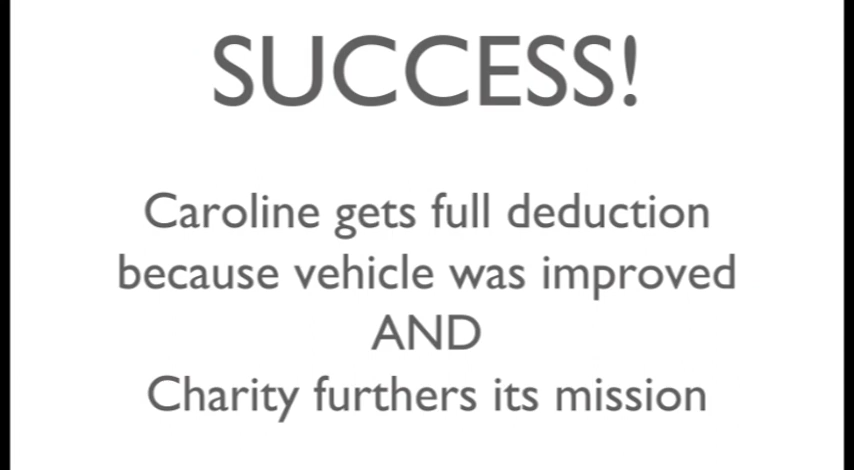 SUCCESS!
Caroline gets full deduction
because vehicle was improved
AND
Charity furthers its mission